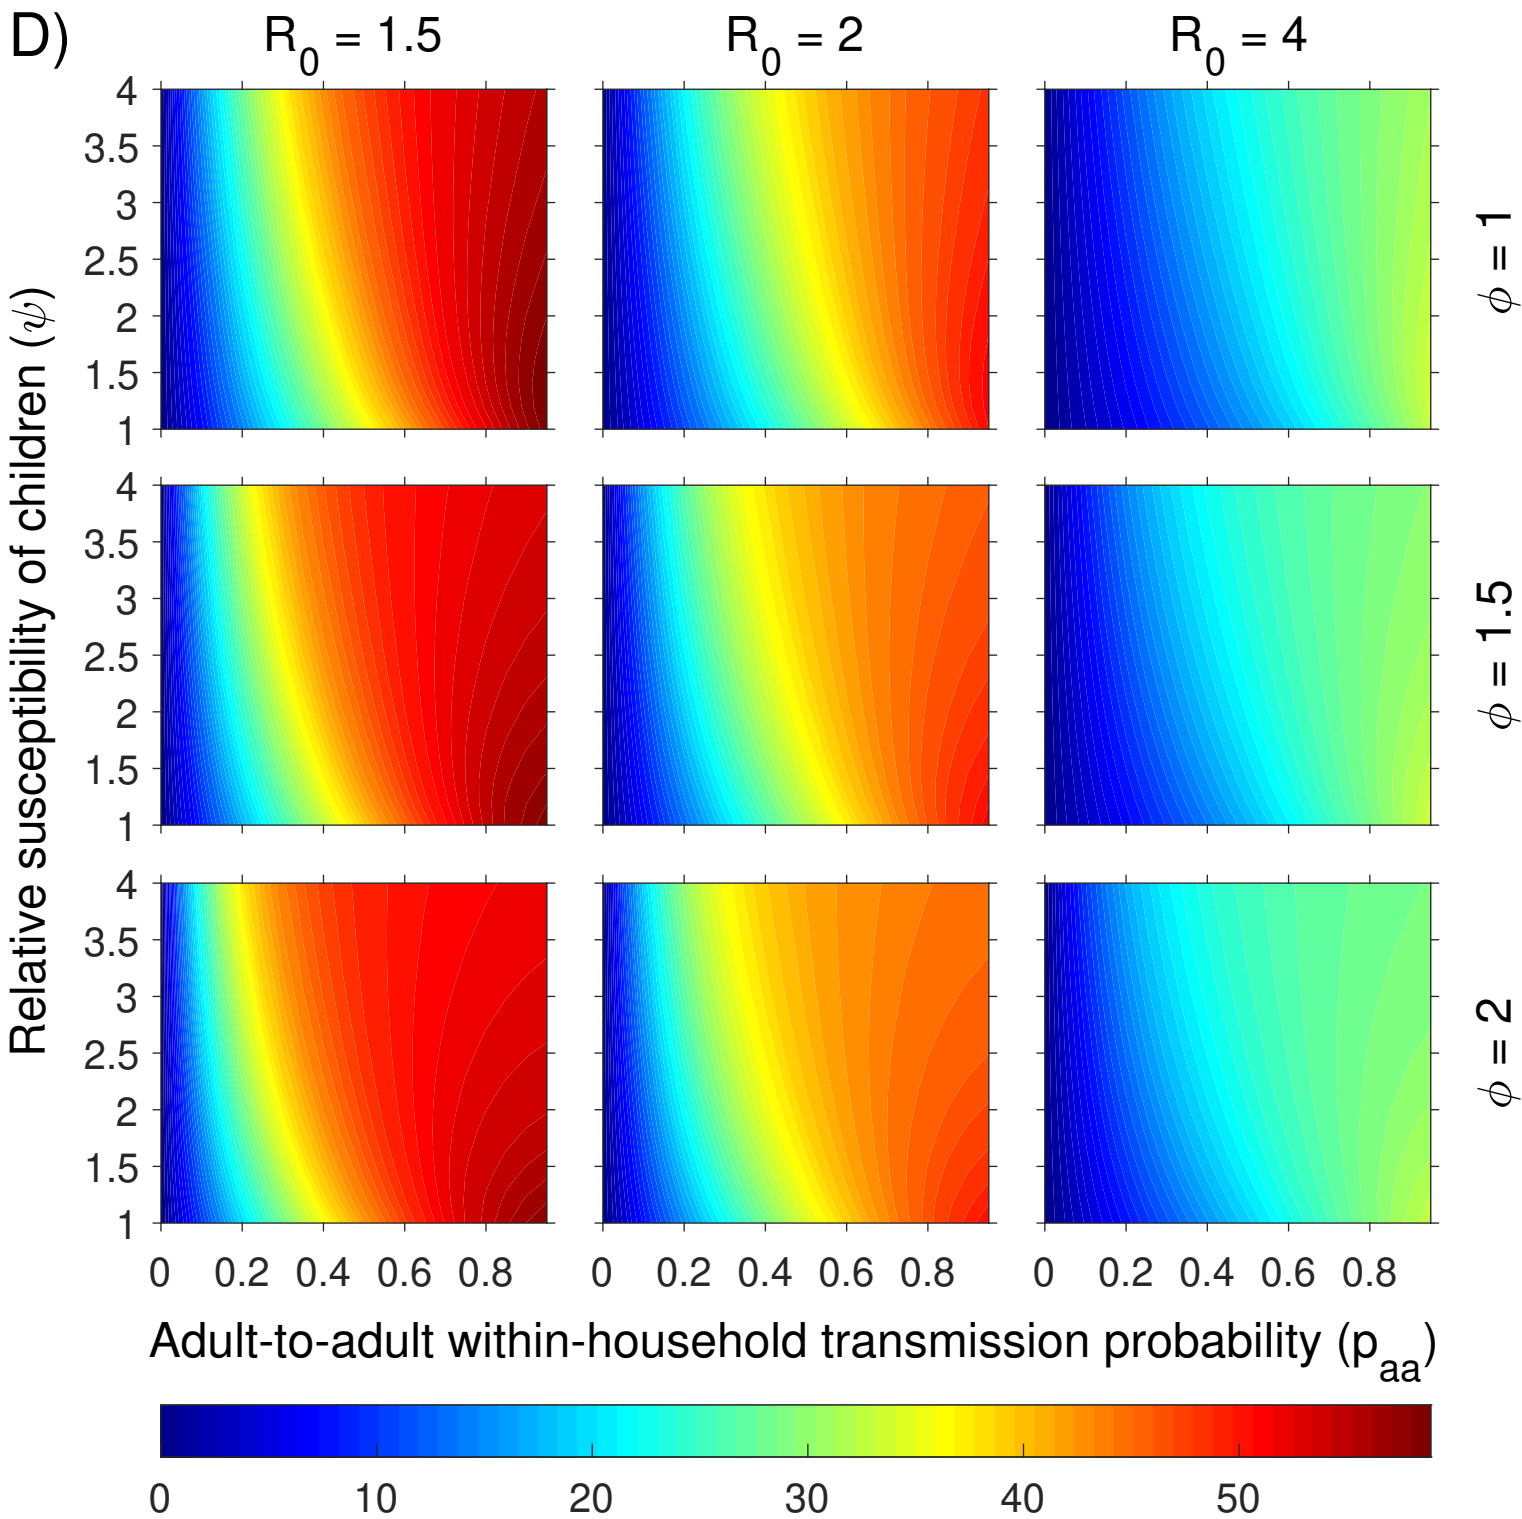 D)
R0 = 1.5 R0 = 2 R0 = 4
4
3.5
3
2.5
2
1.5
1
ϕ = 1
4
3.5
3
2.5
2
1.5
1
ϕ = 1.5
4
3.5
3
2.5
2
1.5
1
ϕ = 2
Relative susceptibility of children (ψ)
0 0.2 0.4 0.6 0.8 0 0.2 0.4 0.6 0.8 0 0.2 0.4 0.6 0.8
Adult-to-adult within-household transmission probability (paa)
0 10 20 30 40 50